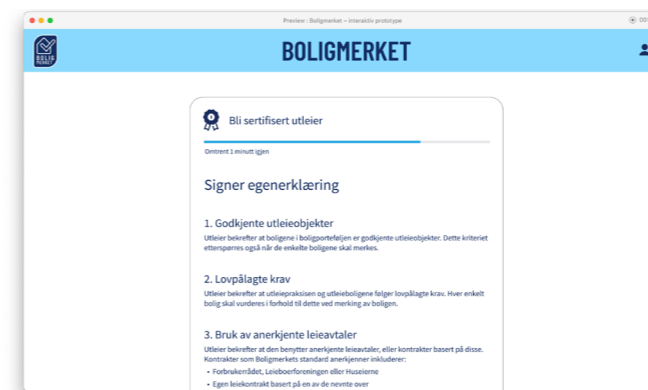 Preview : Boligmerket – interaktiv prototype
BOLIG
MERKET
BOLIGMERKET
Bli sertifisert utleier
Omtrent 1 minutt igjen
Signer egenerklæring
1. Godkjente utleieobjekter
Utleier bekrefter at boligene i boligporteføljen er godkjente utleieobjekter. Dette kriteriet
etterspørres også når de enkelte boligene skal merkes.
2. Lovpålagte krav
Utleier bekrefter at utleiepraksisen og utleieboligene følger lovpålagte krav. Hver enkelt
bolig skal vurderes i forhold til dette ved merking av boligen.
3. Bruk av anerkjente leieavtaler
Utleier bekrefter at den benytter anerkjente leieavtaler, eller kontrakter basert på disse.
Kontrakter som Boligmerkets standard anerkjenner inkluderer:
• Forbrukerrådet, Leieboerforeningen eller Huseierne
• Egen leiekontrakt basert på en av de nevnte over